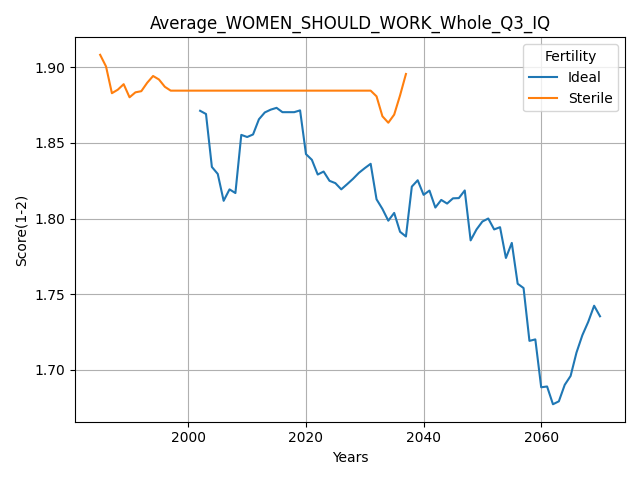 Average_WOMEN_SHOULD_WORK_Whole_Q3_IQ
Fertility
Ideal
Sterile
Score(1-2)
1.90
1.85
1.80
1.75
1.70
2000 2020 2040 2060
Years